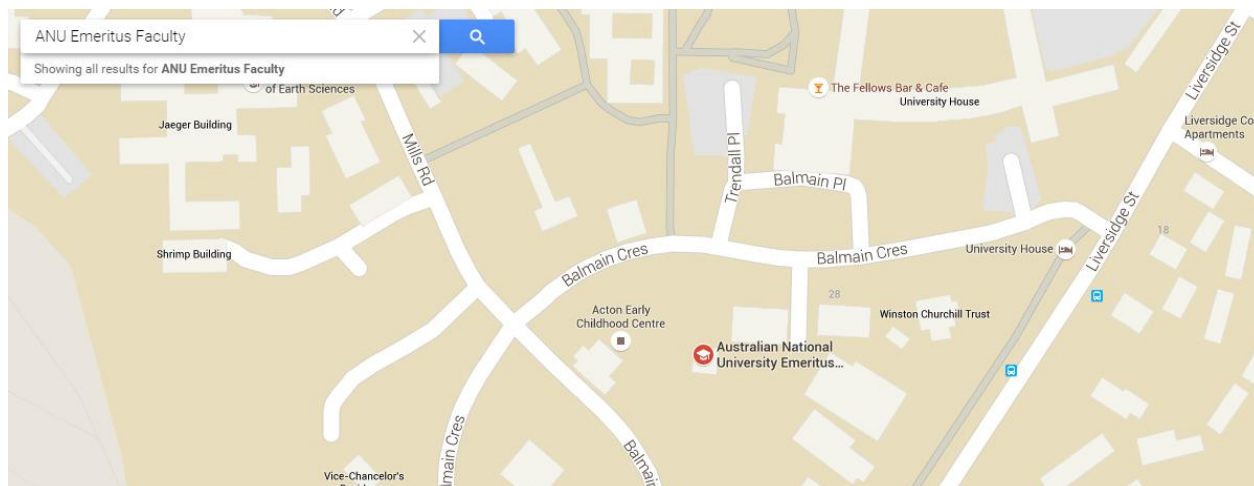 ANU Emeritus Faculty
Showing all results for ANU Emeritus Faculty
of Earth Sciences
Jaeger Building
Mills Rd
Shrimp Building
The Fellows Bar & Cafe
University House
Liversidge St
Liversidge Co
Apartments
Trendall Pl
Balmain Pl
Balmain Cres
Balmain Cres
University House
Liversidge St
18
28
Acton Early
Childhood Centre
Winston Churchill Trust
Australian National
University Emeritus...
main Cres
Balmain
Vice-Chancelor's